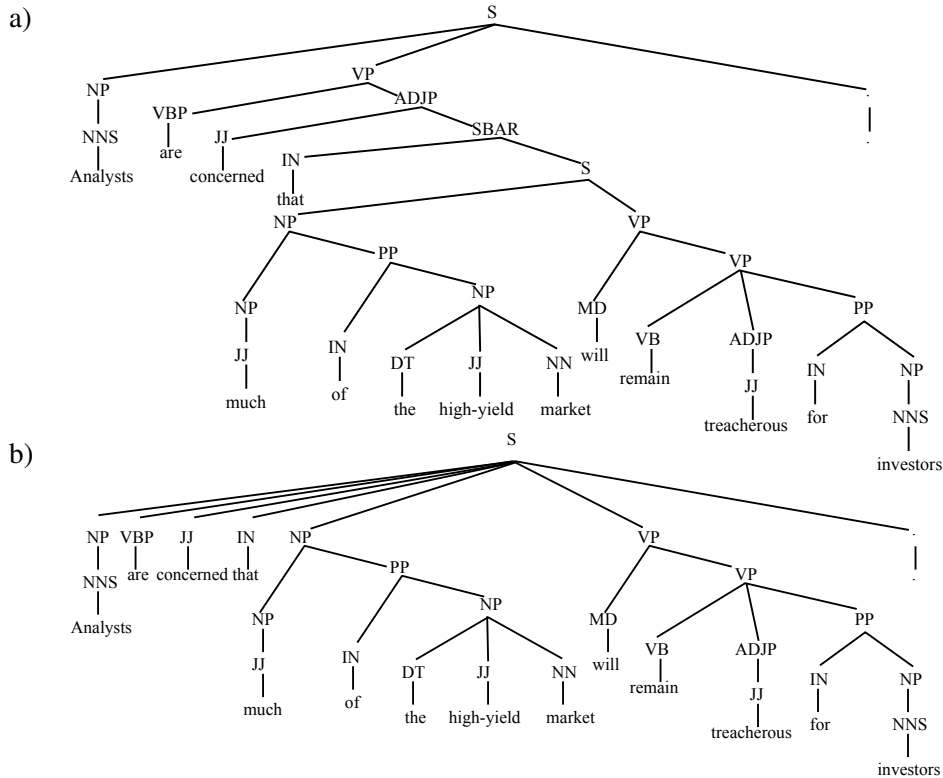 a)
S
NP VP .
VBP ADJP
NNS JJ SBAR .
are
Analysts concerned IN S
that
NP VP
PP VP
NP NP MD PP
JJ IN DT JJ NN will VB ADJP IN NP
remain JJ
much of the high-yield market treacherous for NNS
investors
b)
S
NP VBP JJ IN NP VP .
NNS are concerned that PP VP .
Analysts NP NP MD PP
JJ IN DT JJ NN will VB ADJP IN NP
remain JJ
much of the high-yield market treacherous for NNS
investors